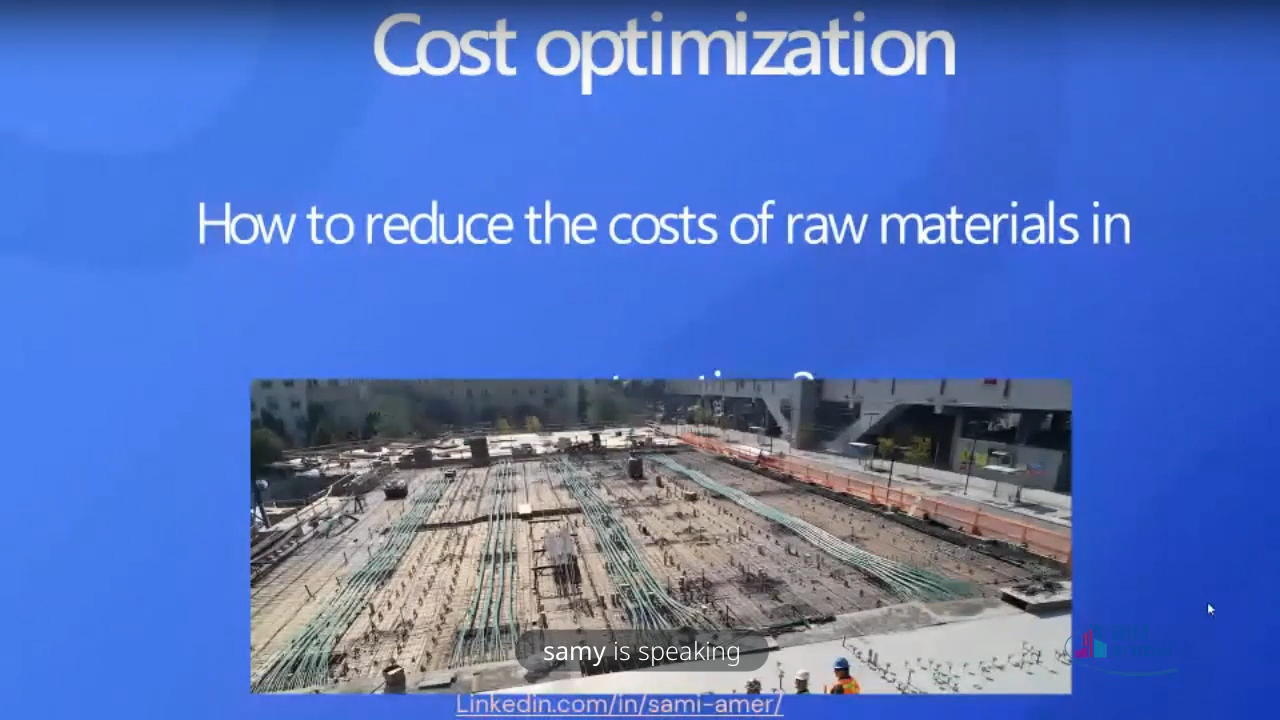 Cost optimization
How to reduce the costs of raw materials in
samy is speaking
Linkedin.com/in/sami-amer/